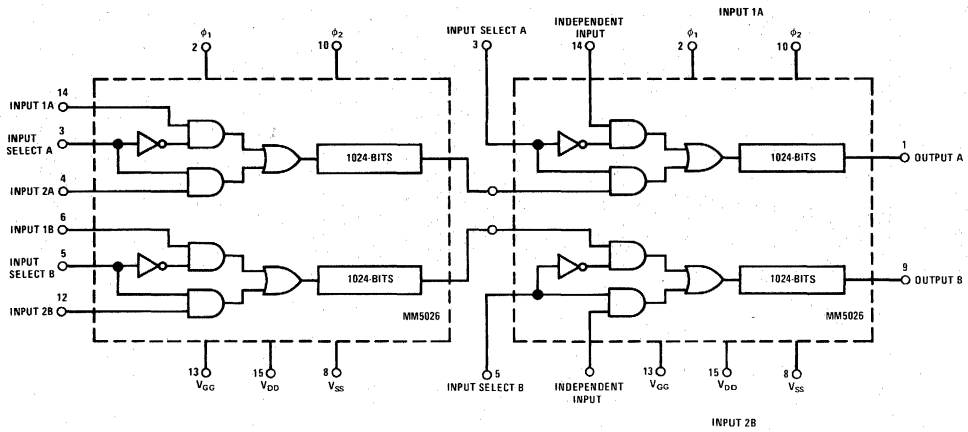 INPUT 1A
INPUT SELECT A
3
INDEPENDENT
INPUT
14
ϕ1
2
ϕ2
10
ϕ1
2
ϕ2
10
14
INPUT 1A
3
INPUT
SELECT A
4
INPUT 2A
6
INPUT 1B
5
INPUT
SELECT B
12
INPUT 2B
1024-BITS
1024-BITS
MM5026
13
VGG
15
VDD
8
VSS
1024-BITS
1
OUTPUT A
1024-BITS
9
OUTPUT B
MM5026
5
INPUT SELECT B
INDEPENDENT
INPUT
13
VGG
15
VDD
8
VSS
INPUT 2B